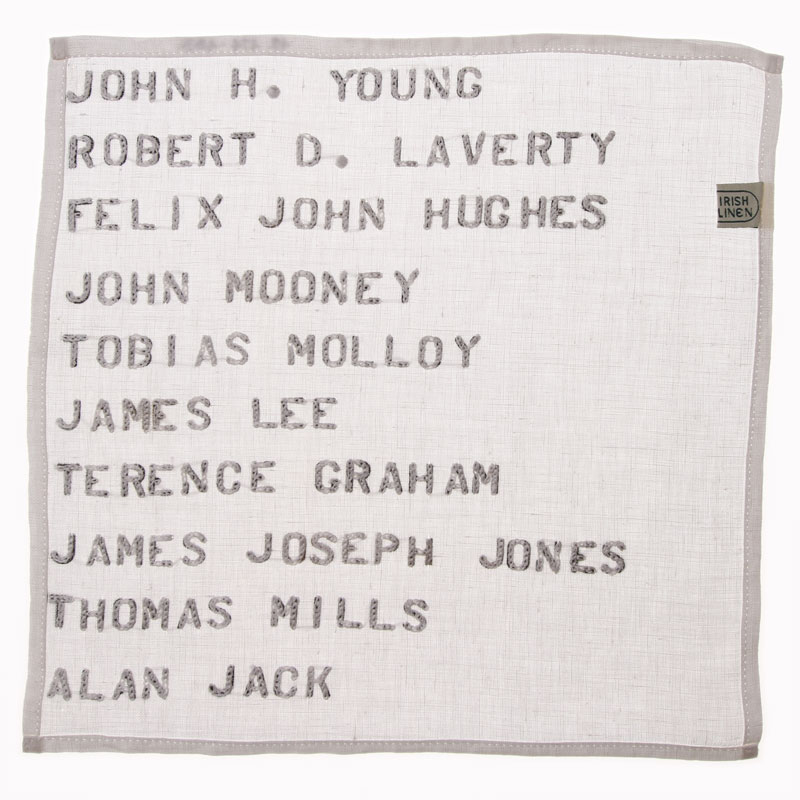 JOHN H. YOUNG
ROBERT D. LAVERTY
FELIX JOHN HUGHES
IRISH
LINEN
JOHN MOONEY
TOBIAS MOLLOY
JAMES LEE
TERENCE GRAHAM
JAMES JOSEPH JONES
THOMAS MILLS
ALAN JACK